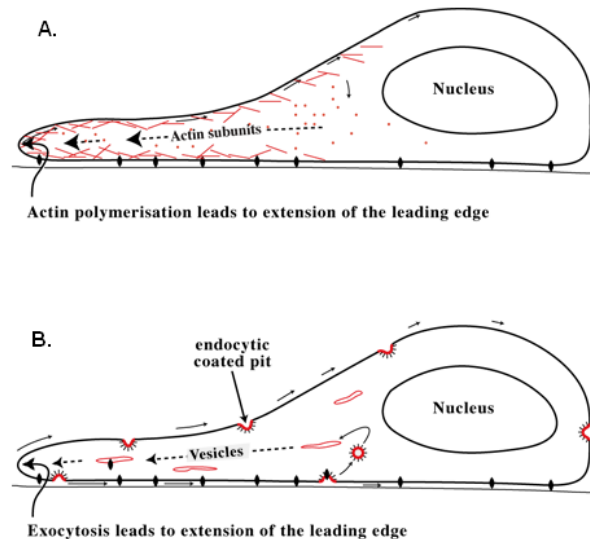 A.
Nucleus
Actin subunits
Actin polymerisation leads to extension of the leading edge
B.
endocytic
coated pit
Nucleus
Vesicles
Exocytosis leads to extension of the leading edge